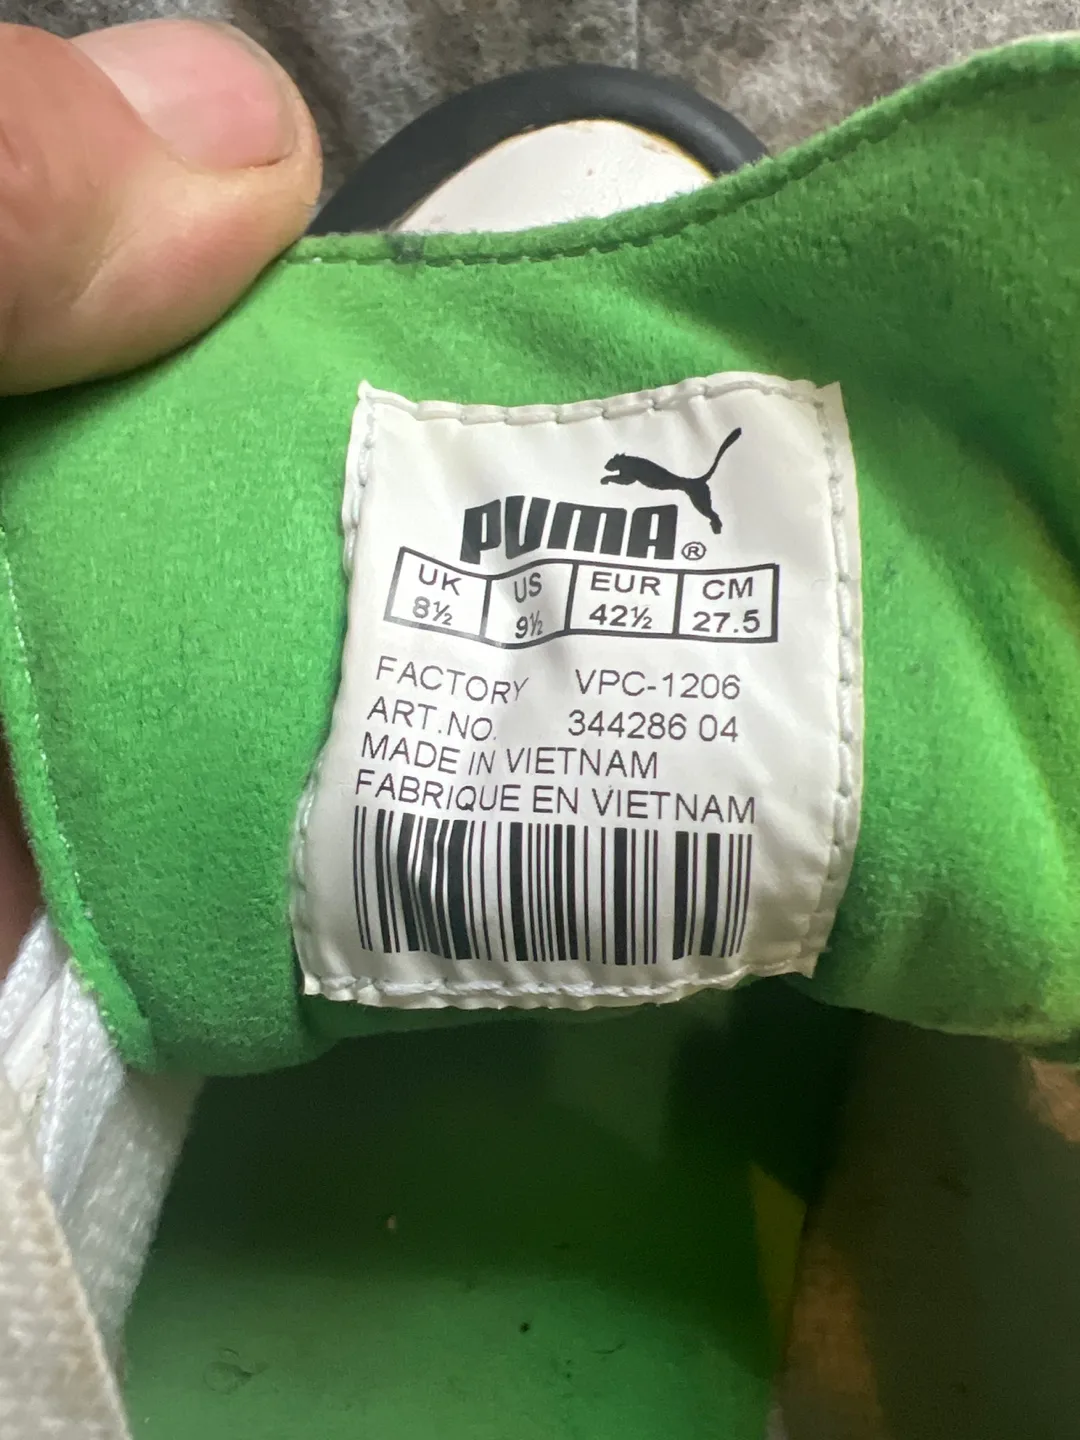 PUMA®
UK US EUR CM
8½ 9½ 42½ 27.5
FACTORY VPC-1206
ART.NO. 344286 04
MADE IN VIETNAM
FABRIQUE EN VIETNAM